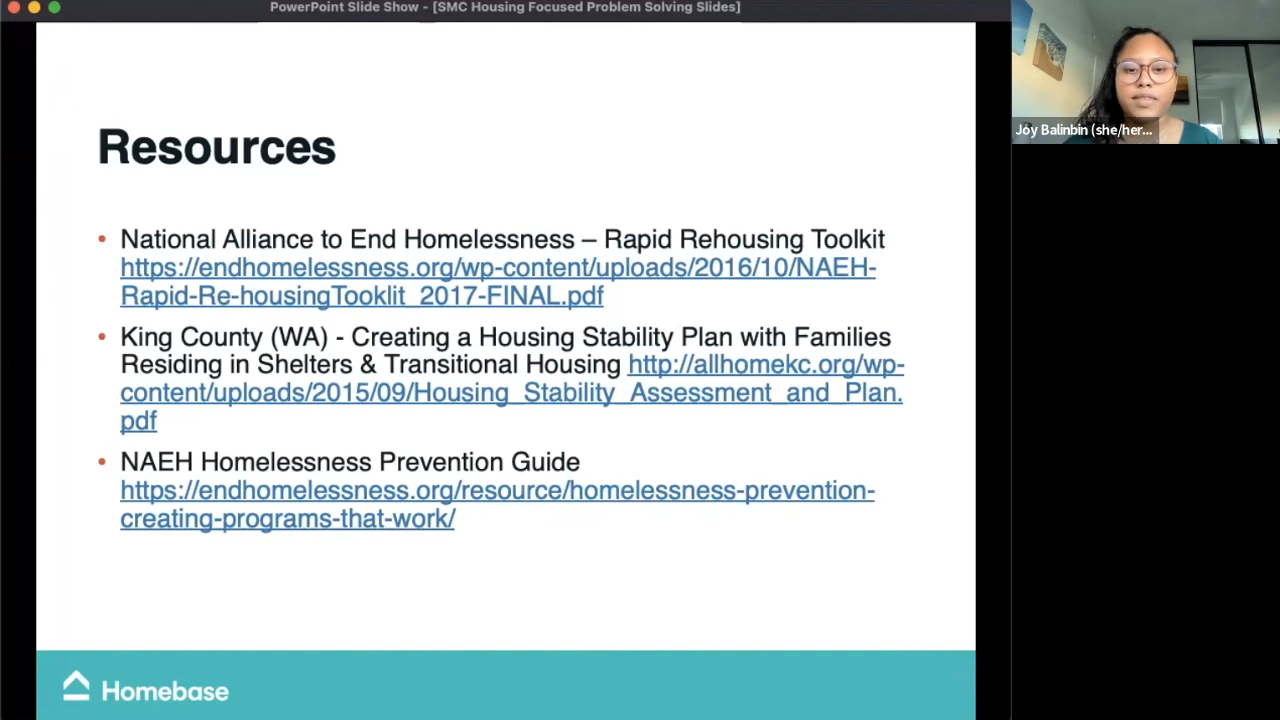 PowerPoint Slide Show - [SMC Housing Focused Problem Solving Slides]
Joy Balinbin (she/her...
Resources
• National Alliance to End Homelessness – Rapid Rehousing Toolkit
https://endhomelessness.org/wp-content/uploads/2016/10/NAEH-
Rapid-Re-housingTooklit_2017-FINAL.pdf
• King County (WA) - Creating a Housing Stability Plan with Families
Residing in Shelters & Transitional Housing http://allhomekc.org/wp-
content/uploads/2015/09/Housing_Stability_Assessment_and_Plan.
pdf
• NAEH Homelessness Prevention Guide
https://endhomelessness.org/resource/homelessness-prevention-
creating-programs-that-work/
Homebase